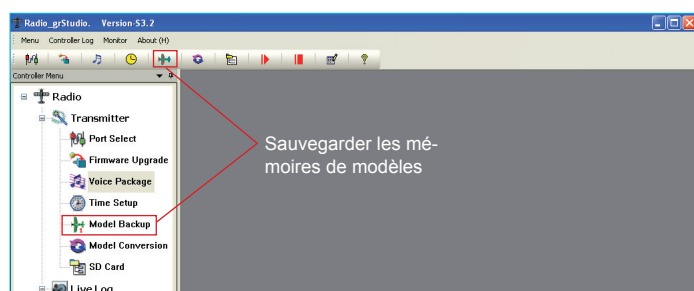 Radio_grStudio. Version-S3.2
Menu Controller Log Monitor About (H)
Controller Menu
Radio
Transmitter
Port Select
Firmware Upgrade
Voice Package
Time Setup
Model Backup
Model Conversion
SD Card
Live Log
Sauvegarder les mé-
moires de modèles